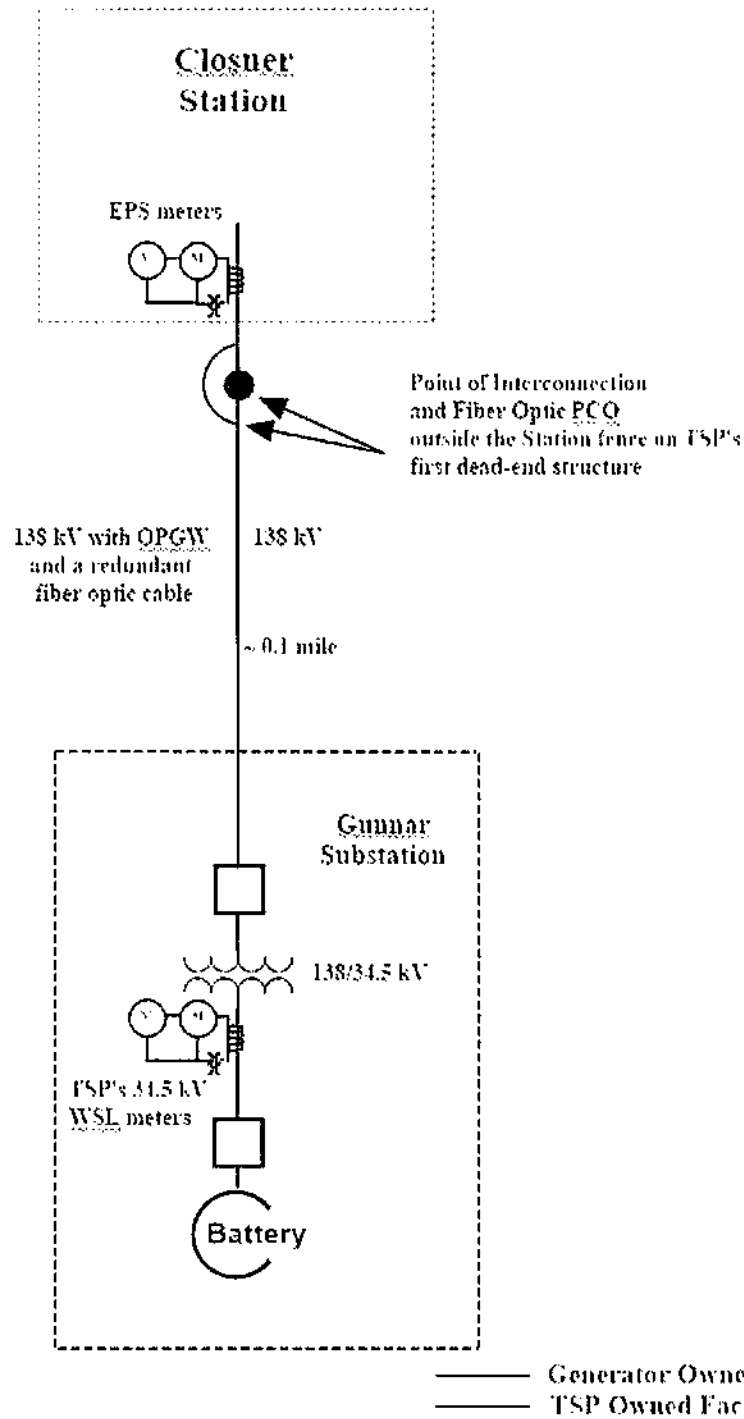 Closuer
Station
EPS meters
M
Point of Interconnection
and Fiber Optic PCO
outside the Station fence on TSP's
first dead-end structure
138 kV with OPGW
and a redundant
fiber optic cable
138 kV
~ 0.1 mile
Gunnar
Substation
138/34.5 kV
M
TSP's 34.5 kV
WSL meters
Battery
Generator Owne
TSP Owned Fac